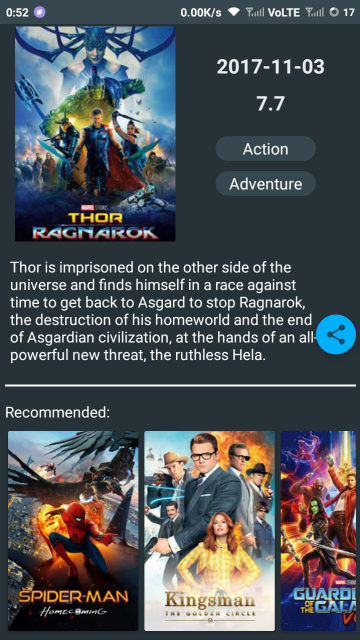 0:52
0.00K/s VoLTE 17
2017-11-03
7.7
Action
Adventure
MARVEL STUDIOS
THOR
RAGNAROK
Thor is imprisoned on the other side of the
universe and finds himself in a race against
time to get back to Asgard to stop Ragnarok,
the destruction of his homeworld and the end
of Asgardian civilization, at the hands of an all-
powerful new threat, the ruthless Hela.
Recommended:
SPIDER-MAN
HOMECOMING
Kingsman
THE GOLDEN CIRCLE
MARVEL STUDIOS
GUARDI
OF THE GALA